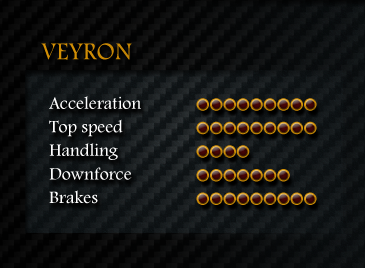 VEYRON
Acceleration
Top speed
Handling
Downforce
Brakes